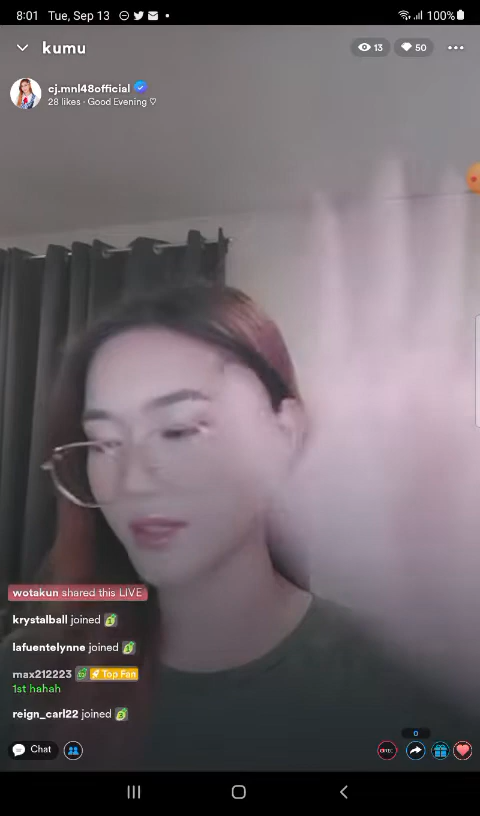 8:01 Tue, Sep 13 100%
kumu 13 50
cj.mnl48official
28 likes · Good Evening ♡
wotakun shared this LIVE
krystalball joined
lafuentelynne joined
max212223 Top Fan
1st hahah
reign_carl22 joined
0
Chat